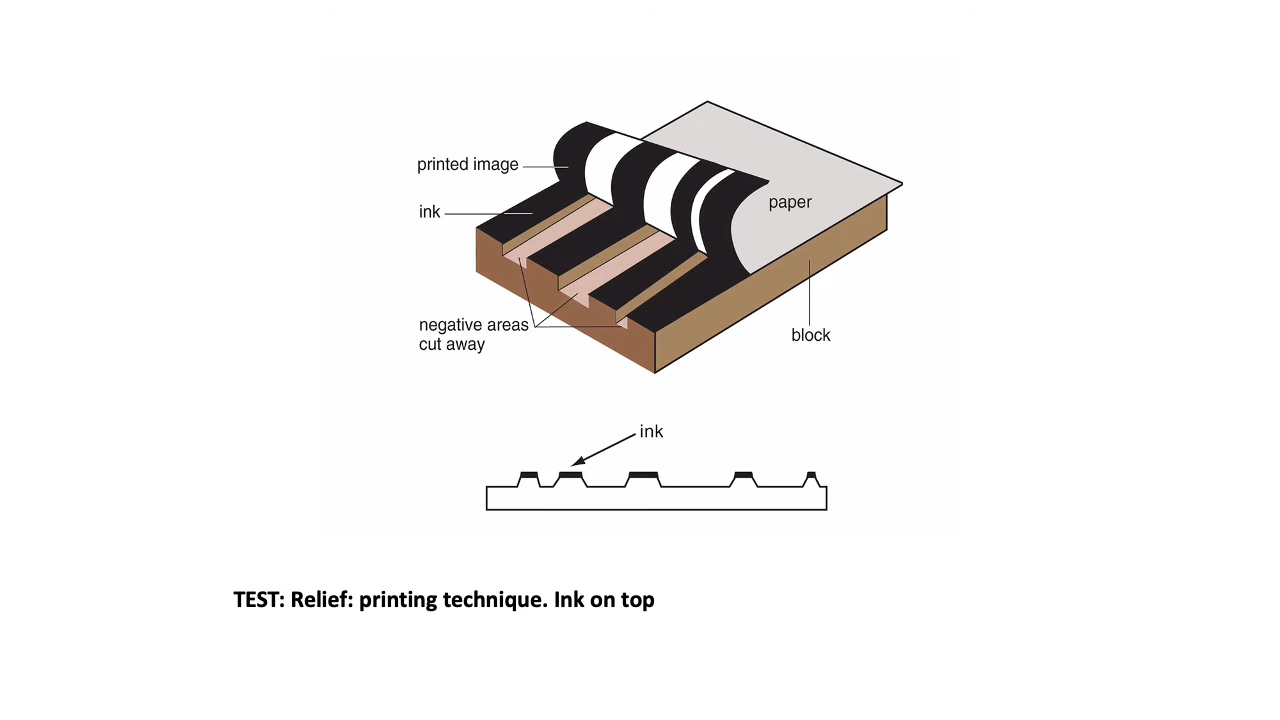 printed image
ink
paper
negative areas
cut away
block
ink
TEST: Relief: printing technique. Ink on top